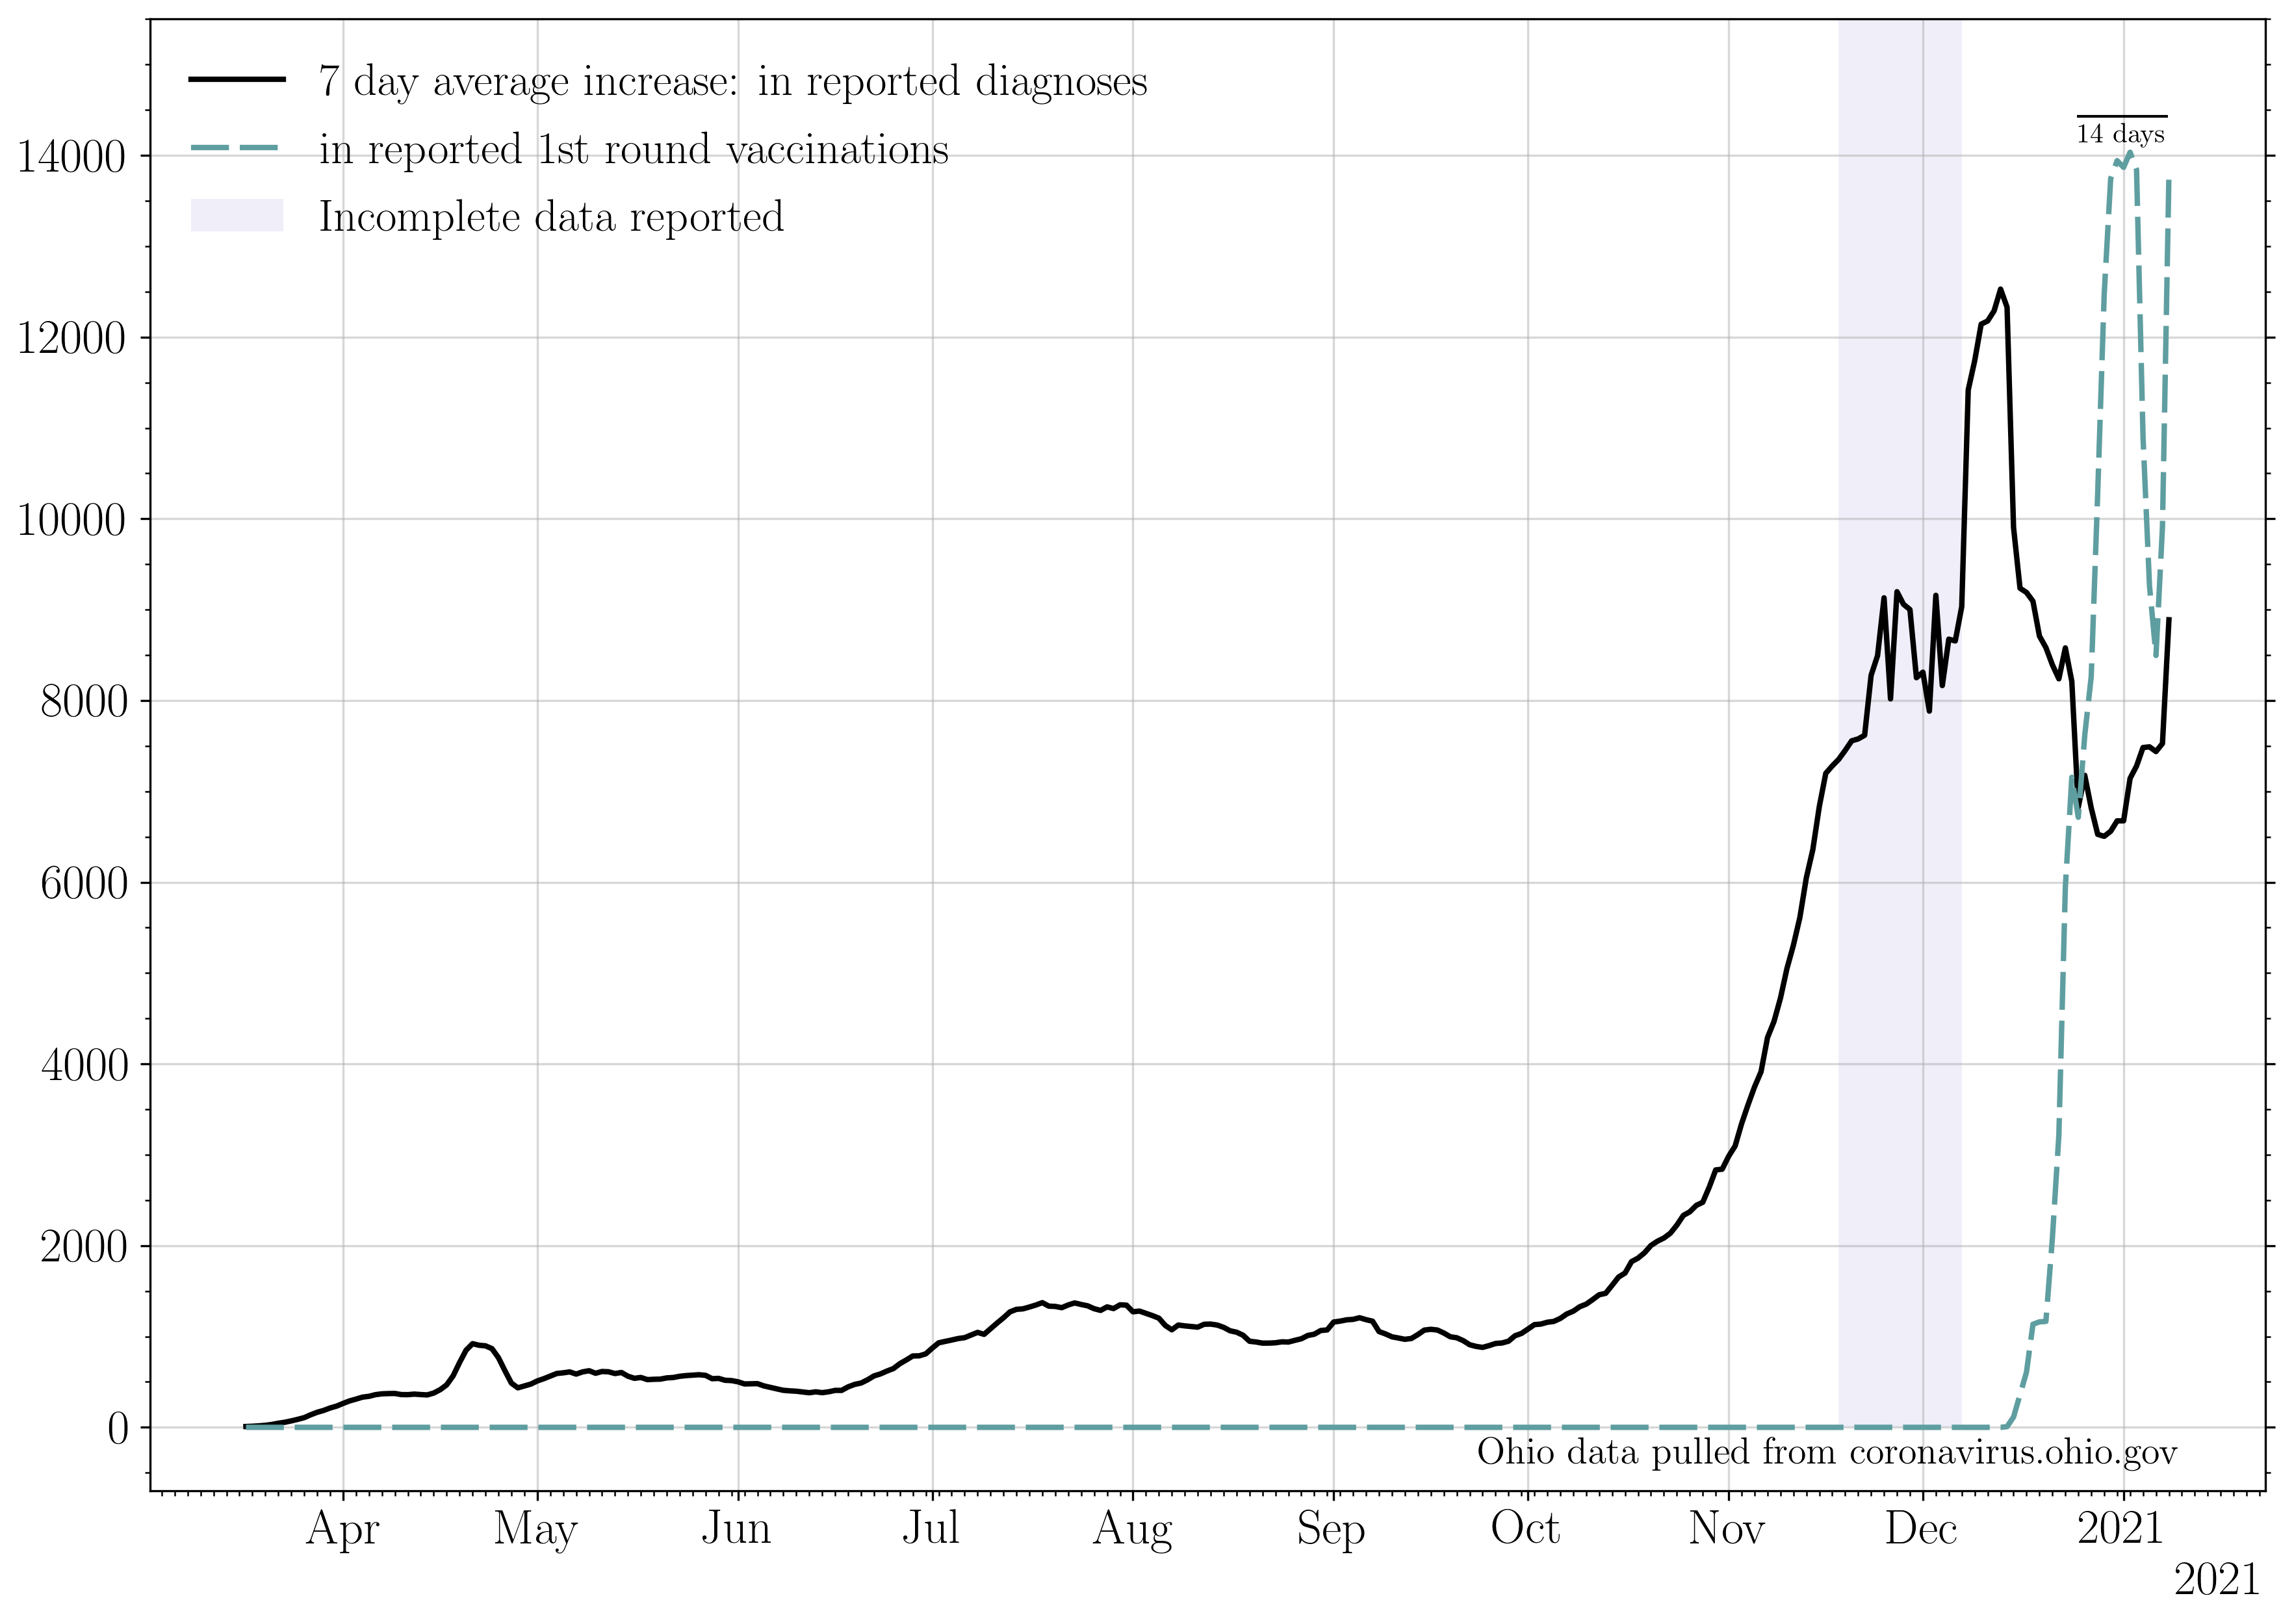 7 day average increase: in reported diagnoses
in reported 1st round vaccinations
Incomplete data reported
14 days
14000
12000
10000
8000
6000
4000
2000
0
Ohio data pulled from coronavirus.ohio.gov
Apr May Jun Jul Aug Sep Oct Nov Dec 2021
2021